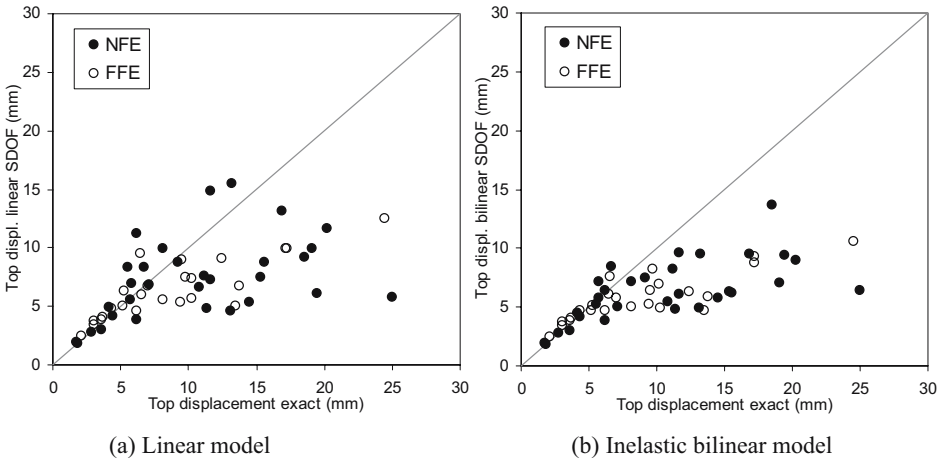 30
25
20
15
10
5
0
Top displ. linear SDOF (mm)
NFE
FFE
0 5 10 15 20 25 30
Top displacement exact (mm)
(a) Linear model
30
25
20
15
10
5
0
Top displ. bilinear SDOF (mm)
NFE
FFE
0 5 10 15 20 25 30
Top displacement exact (mm)
(b) Inelastic bilinear model